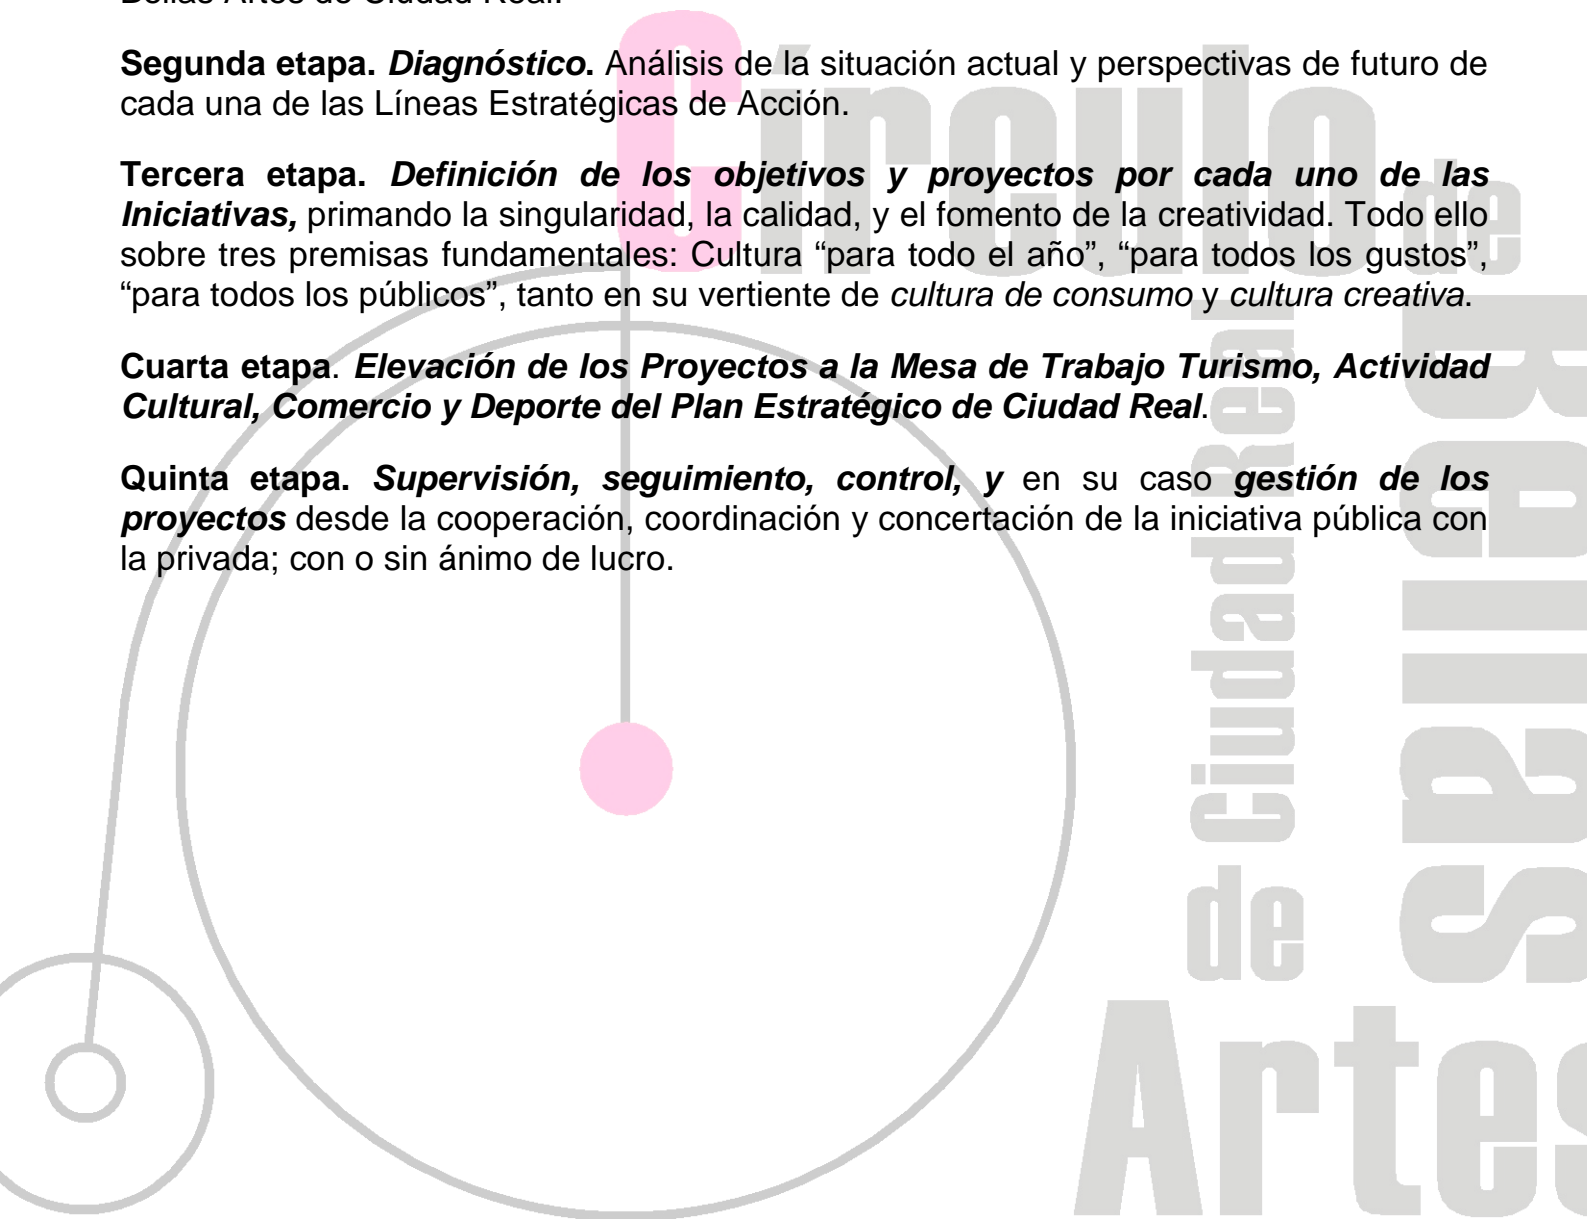 Bellas Artes de Ciudad Real.
Segunda etapa. Diagnóstico. Análisis de la situación actual y perspectivas de futuro de
cada una de las Líneas Estratégicas de Acción.
Tercera etapa. Definición de los objetivos y proyectos por cada uno de las
Iniciativas, primando la singularidad, la calidad, y el fomento de la creatividad. Todo ello
sobre tres premisas fundamentales: Cultura “para todo el año”, “para todos los gustos”,
“para todos los públicos”, tanto en su vertiente de cultura de consumo y cultura creativa.
Cuarta etapa. Elevación de los Proyectos a la Mesa de Trabajo Turismo, Actividad
Cultural, Comercio y Deporte del Plan Estratégico de Ciudad Real.
Quinta etapa. Supervisión, seguimiento, control, y en su caso gestión de los
proyectos desde la cooperación, coordinación y concertación de la iniciativa pública con
la privada; con o sin ánimo de lucro.
Círculo de
Bellas
Artes
de Ciudad Real